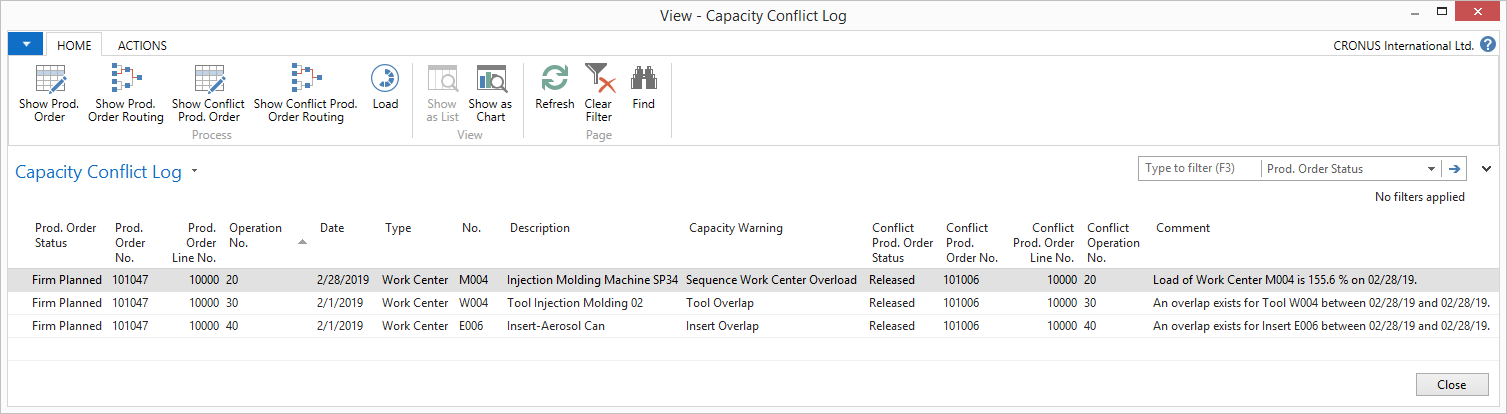 View - Capacity Conflict Log
HOME ACTIONS CRONUS International Ltd. ?
Show Prod. Order
Show Prod. Order Routing
Show Conflict Prod. Order
Show Conflict Prod. Order Routing
Load
Process
Show as List
Show as Chart
View
Refresh
Clear Filter
Find
Page
Capacity Conflict Log
Type to filter (F3) Prod. Order Status
No filters applied
Prod. Order Status Prod. Order No. Prod. Order Line No. Operation No. Date Type No. Description Capacity Warning Conflict Prod. Order Status Conflict Prod. Order No. Conflict Prod. Order Line No. Conflict Operation No. Comment
Firm Planned 101047 10000 20 2/28/2019 Work Center M004 Injection Molding Machine SP34 Sequence Work Center Overload Released 101006 10000 20 Load of Work Center M004 is 155.6 % on 02/28/19.
Firm Planned 101047 10000 30 2/1/2019 Work Center W004 Tool Injection Molding 02 Tool Overlap Released 101006 10000 30 An overlap exists for Tool W004 between 02/28/19 and 02/28/19.
Firm Planned 101047 10000 40 2/1/2019 Work Center E006 Insert-Aerosol Can Insert Overlap Released 101006 10000 40 An overlap exists for Insert E006 between 02/28/19 and 02/28/19.
Close